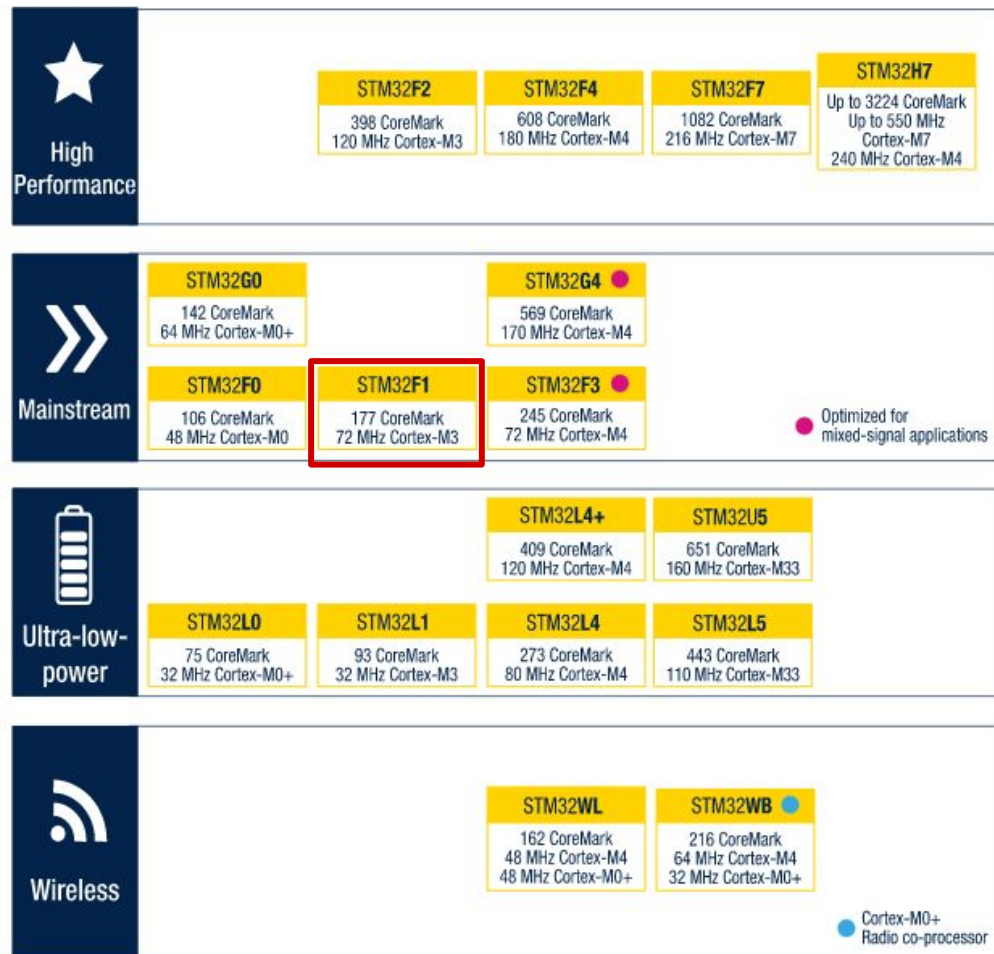 High
Performance
STM32F2
398 CoreMark
120 MHz Cortex-M3
STM32F4
608 CoreMark
180 MHz Cortex-M4
STM32F7
1082 CoreMark
216 MHz Cortex-M7
STM32H7
Up to 3224 CoreMark
Up to 550 MHz
Cortex-M7
240 MHz Cortex-M4
Mainstream
STM32G0
142 CoreMark
64 MHz Cortex-M0+
STM32G4
569 CoreMark
170 MHz Cortex-M4
STM32F0
106 CoreMark
48 MHz Cortex-M0
STM32F1
177 CoreMark
72 MHz Cortex-M3
STM32F3
245 CoreMark
72 MHz Cortex-M4
Optimized for
mixed-signal applications
Ultra-low-
power
STM32L4+
409 CoreMark
120 MHz Cortex-M4
STM32U5
651 CoreMark
160 MHz Cortex-M33
STM32L0
75 CoreMark
32 MHz Cortex-M0+
STM32L1
93 CoreMark
32 MHz Cortex-M3
STM32L4
273 CoreMark
80 MHz Cortex-M4
STM32L5
443 CoreMark
110 MHz Cortex-M33
Wireless
STM32WL
162 CoreMark
48 MHz Cortex-M4
48 MHz Cortex-M0+
STM32WB
216 CoreMark
64 MHz Cortex-M4
32 MHz Cortex-M0+
Cortex-M0+
Radio co-processor